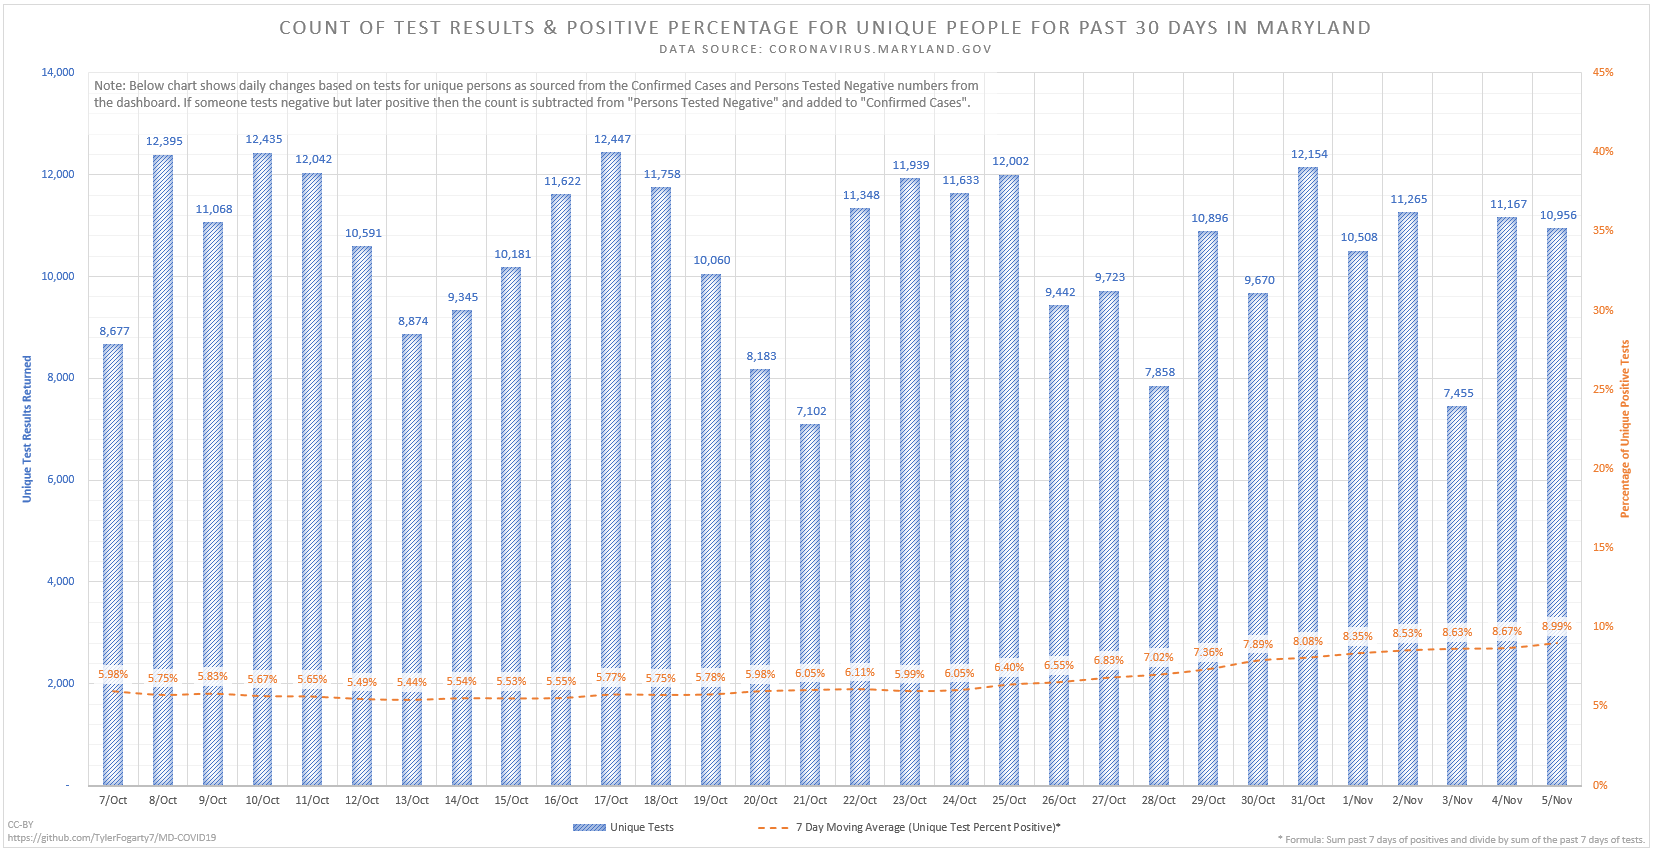 COUNT OF TEST RESULTS & POSITIVE PERCENTAGE FOR UNIQUE PEOPLE FOR PAST 30 DAYS IN MARYLAND
DATA SOURCE: CORONAVIRUS.MARYLAND.GOV
Note: Below chart shows daily changes based on tests for unique persons as sourced from the Confirmed Cases and Persons Tested Negative numbers from
the dashboard. If someone tests negative but later positive then the count is subtracted from "Persons Tested Negative" and added to "Confirmed Cases".
Unique Test Results Returned
14,000
12,000
10,000
8,000
6,000
4,000
2,000
-
8,677
12,395
11,068
12,435
12,042
10,591
8,874
9,345
10,181
11,622
12,447
11,758
10,060
8,183
7,102
11,348
11,939
11,633
12,002
9,442
9,723
7,858
10,896
9,670
12,154
10,508
11,265
7,455
11,167
10,956
5.98%
5.75%
5.83%
5.67%
5.65%
5.49%
5.44%
5.54%
5.53%
5.55%
5.77%
5.75%
5.78%
5.98%
6.05%
6.11%
5.99%
6.05%
6.40%
6.55%
6.83%
7.02%
7.36%
7.89%
8.08%
8.35%
8.53%
8.63%
8.67%
8.99%
45%
40%
35%
30%
25%
20%
15%
10%
5%
0%
Percentage of Unique Positive Tests
7/Oct
8/Oct
9/Oct
10/Oct
11/Oct
12/Oct
13/Oct
14/Oct
15/Oct
16/Oct
17/Oct
18/Oct
19/Oct
20/Oct
21/Oct
22/Oct
23/Oct
24/Oct
25/Oct
26/Oct
27/Oct
28/Oct
29/Oct
30/Oct
31/Oct
1/Nov
2/Nov
3/Nov
4/Nov
5/Nov
Unique Tests
7 Day Moving Average (Unique Test Percent Positive)*
CC-BY
https://github.com/TylerFogarty7/MD-COVID19
* Formula: Sum past 7 days of positives and divide by sum of the past 7 days of tests.